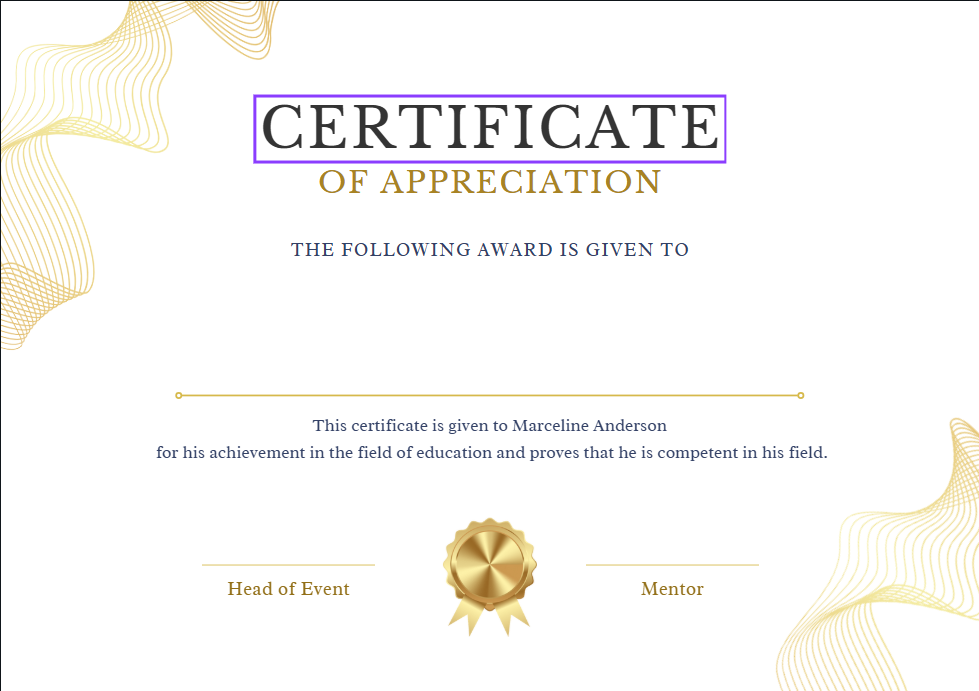 CERTIFICATE
OF APPRECIATION
THE FOLLOWING AWARD IS GIVEN TO
This certificate is given to Marceline Anderson
for his achievement in the field of education and proves that he is competent in his field.
Head of Event
Mentor